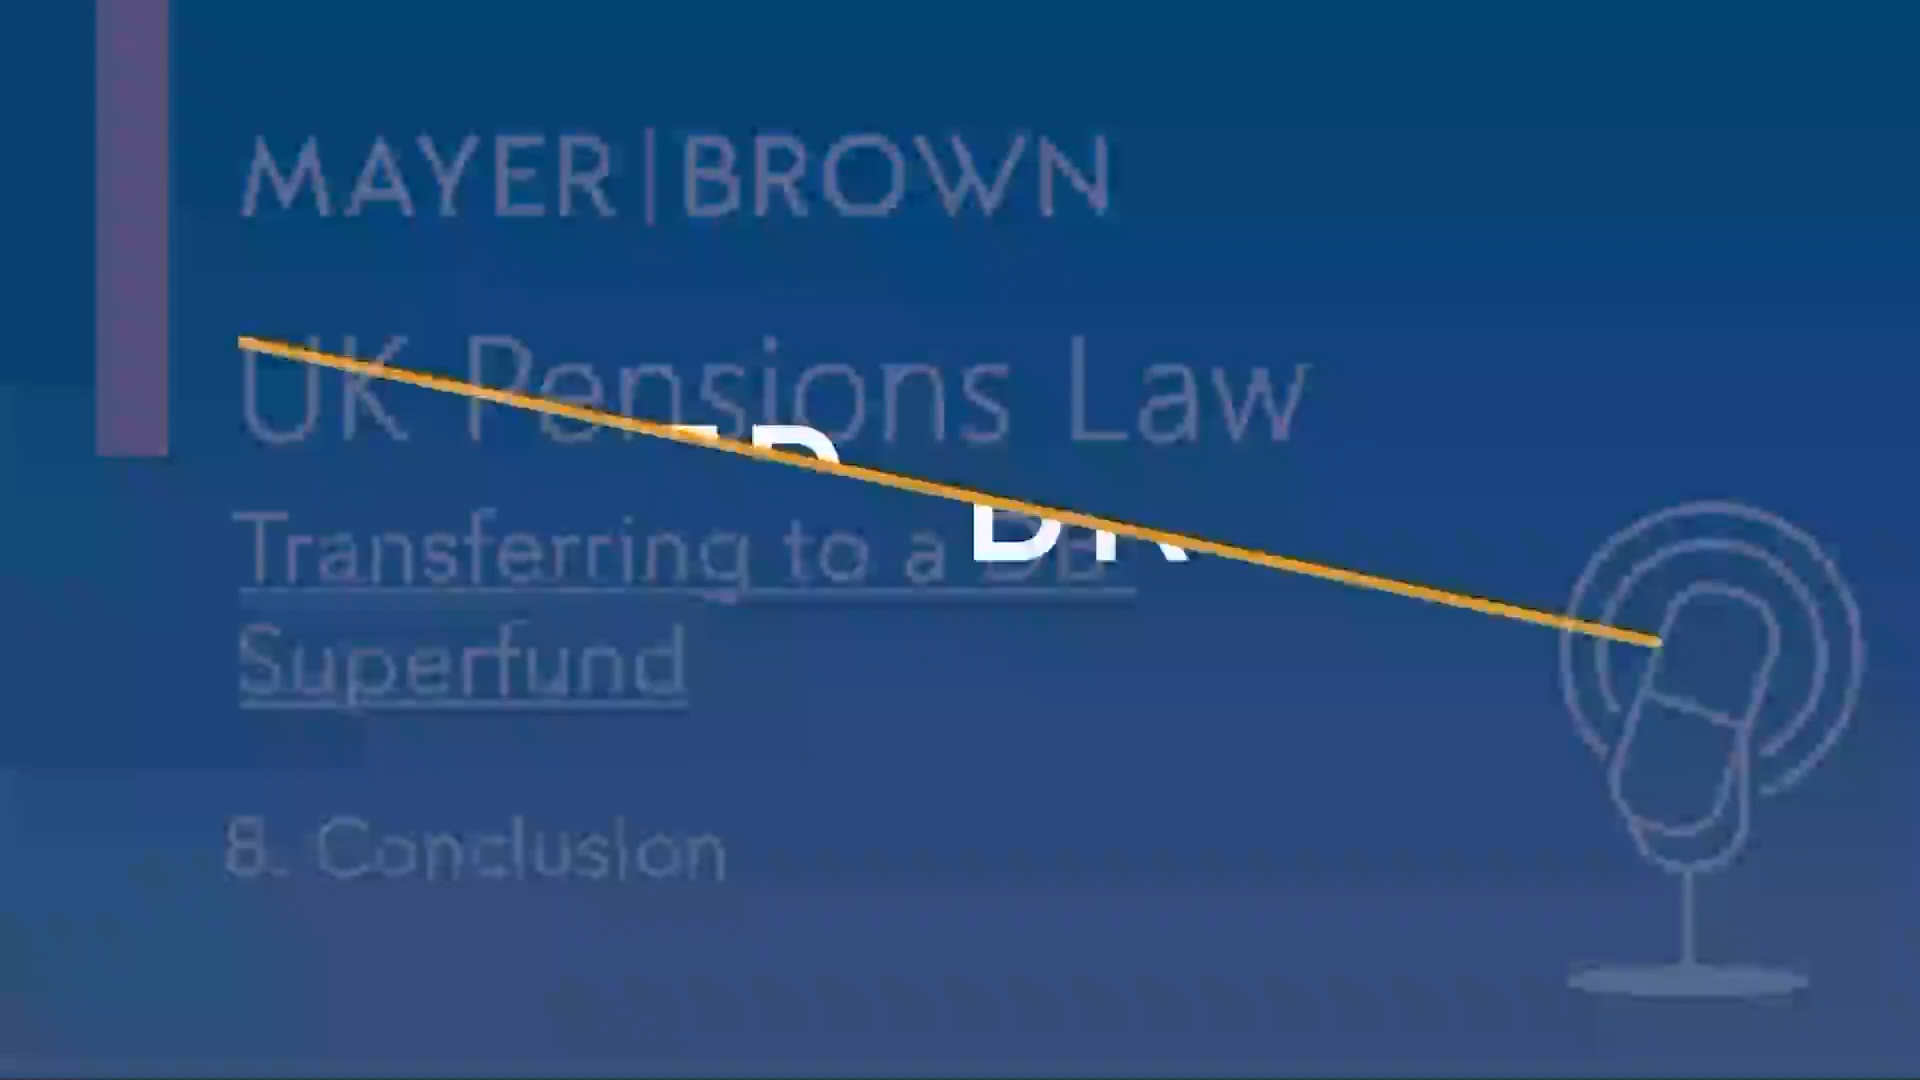 MAYER|BROWN
UK Pensions Law
Transferring to a DB
Superfund
8. Conclusion